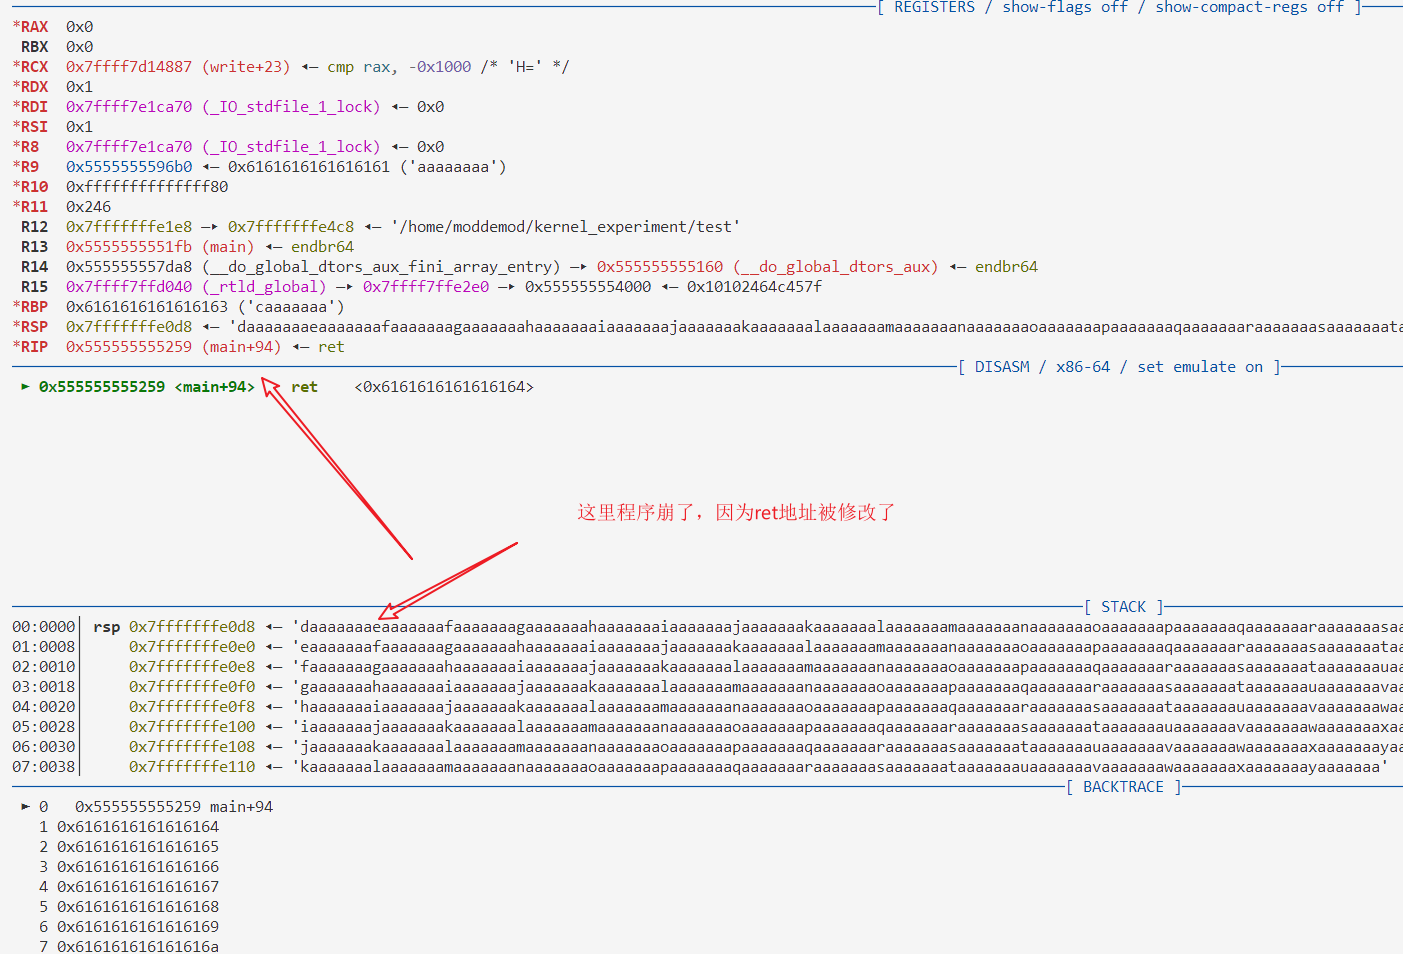 [ REGISTERS / show-flags off / show-compact-regs off ]
*RAX 0x0
RBX 0x0
*RCX 0x7ffff7d14887 (write+23) ◂— cmp rax, -0x1000 /* 'H=' */
*RDX 0x1
*RDI 0x7ffff7e1ca70 (_IO_stdfile_1_lock) ◂— 0x0
*RSI 0x1
*R8 0x7ffff7e1ca70 (_IO_stdfile_1_lock) ◂— 0x0
*R9 0x5555555596b0 ◂— 0x6161616161616161 ('aaaaaaaa')
*R10 0xffffffffffffff80
*R11 0x246
R12 0x7fffffffe1e8 —▸ 0x7fffffffe4c8 ◂— '/home/moddemod/kernel_experiment/test'
R13 0x5555555551fb (main) ◂— endbr64
R14 0x555555557da8 (__do_global_dtors_aux_fini_array_entry) —▸ 0x555555555160 (__do_global_dtors_aux) ◂— endbr64
R15 0x7ffff7ffd040 (_rtld_global) —▸ 0x7ffff7ffe2e0 —▸ 0x555555554000 ◂— 0x10102464c457f
*RBP 0x6161616161616163 ('caaaaaaa')
*RSP 0x7fffffffe0d8 ◂— 'daaaaaaaeaaaaaaafaaaaaaagaaaaaaahaaaaaaaiaaaaaaajaaaaaaakaaaaaaalaaaaaaamaaaaaaanaaaaaaaoaaaaaaapaaaaaaaqaaaaaaaraaaaaaasaaaaaaata
*RIP 0x555555555259 (main+94) ◂— ret
[ DISASM / x86-64 / set emulate on ]
► 0x555555555259 <main+94> ret <0x6161616161616164>
这里程序崩了，因为ret地址被修改了
[ STACK ]
00:0000│ rsp 0x7fffffffe0d8 ◂— 'daaaaaaaeaaaaaaafaaaaaaagaaaaaaahaaaaaaaiaaaaaaajaaaaaaakaaaaaaalaaaaaaamaaaaaaanaaaaaaaoaaaaaaapaaaaaaaqaaaaaaaraaaaaaasaa
01:0008│ 0x7fffffffe0e0 ◂— 'eaaaaaaafaaaaaaagaaaaaaahaaaaaaaiaaaaaaajaaaaaaakaaaaaaalaaaaaaamaaaaaaanaaaaaaaoaaaaaaapaaaaaaaqaaaaaaaraaaaaaasaaaaaaata
02:0010│ 0x7fffffffe0e8 ◂— 'faaaaaaagaaaaaaahaaaaaaaiaaaaaaajaaaaaaakaaaaaaalaaaaaaamaaaaaaanaaaaaaaoaaaaaaapaaaaaaaqaaaaaaaraaaaaaasaaaaaaataaaaaaaua
03:0018│ 0x7fffffffe0f0 ◂— 'gaaaaaaahaaaaaaaiaaaaaaajaaaaaaakaaaaaaalaaaaaaamaaaaaaanaaaaaaaoaaaaaaapaaaaaaaqaaaaaaaraaaaaaasaaaaaaataaaaaaauaaaaaaava
04:0020│ 0x7fffffffe0f8 ◂— 'haaaaaaaiaaaaaaajaaaaaaakaaaaaaalaaaaaaamaaaaaaanaaaaaaaoaaaaaaapaaaaaaaqaaaaaaaraaaaaaasaaaaaaataaaaaaauaaaaaaavaaaaaaawa
05:0028│ 0x7fffffffe100 ◂— 'iaaaaaaajaaaaaaakaaaaaaalaaaaaaamaaaaaaanaaaaaaaoaaaaaaapaaaaaaaqaaaaaaaraaaaaaasaaaaaaataaaaaaauaaaaaaavaaaaaaawaaaaaaaxa
06:0030│ 0x7fffffffe108 ◂— 'jaaaaaaakaaaaaaalaaaaaaamaaaaaaanaaaaaaaoaaaaaaapaaaaaaaqaaaaaaaraaaaaaasaaaaaaataaaaaaauaaaaaaavaaaaaaawaaaaaaaxaaaaaaaya
07:0038│ 0x7fffffffe110 ◂— 'kaaaaaaalaaaaaaamaaaaaaanaaaaaaaoaaaaaaapaaaaaaaqaaaaaaaraaaaaaasaaaaaaataaaaaaauaaaaaaavaaaaaaawaaaaaaaxaaaaaaayaaaaaaa'
[ BACKTRACE ]
► 0 0x555555555259 main+94
1 0x6161616161616164
2 0x6161616161616165
3 0x6161616161616166
4 0x6161616161616167
5 0x6161616161616168
6 0x6161616161616169
7 0x616161616161616a